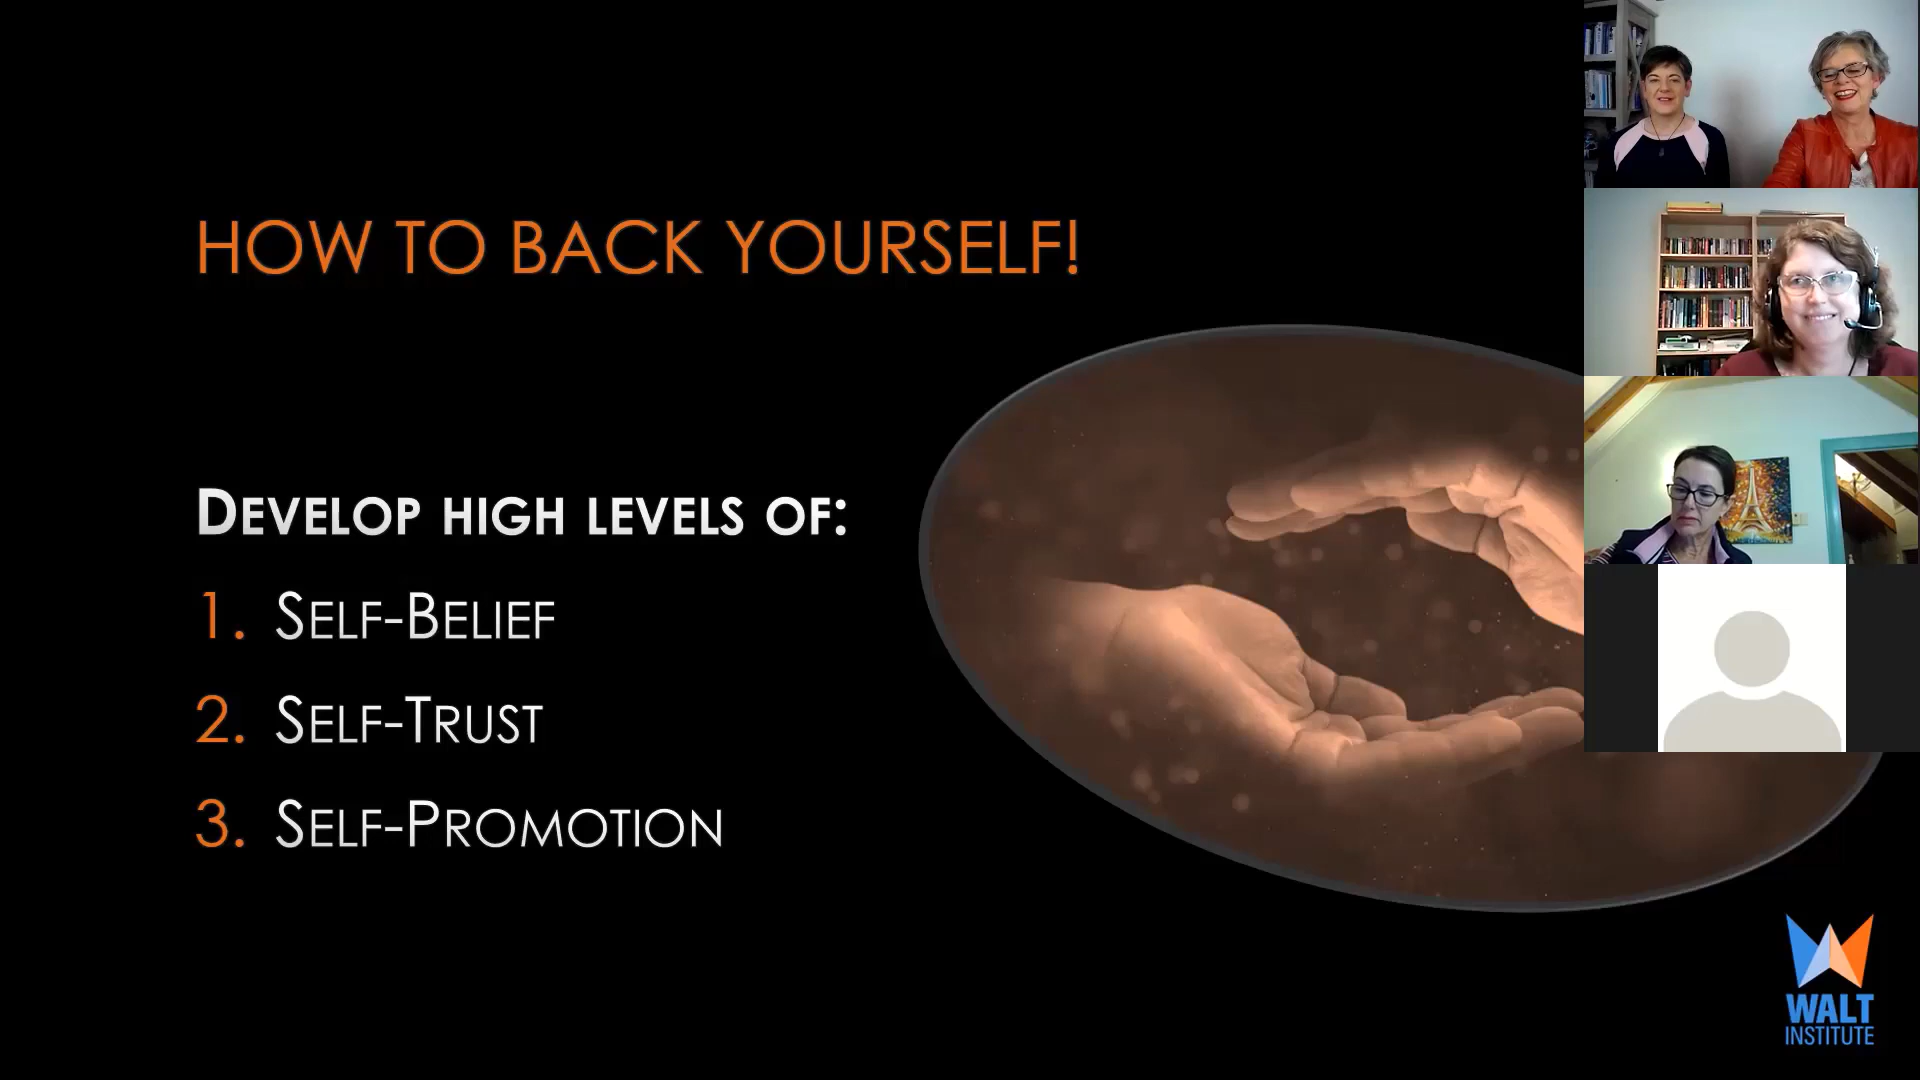 HOW TO BACK YOURSELF!
DEVELOP HIGH LEVELS OF:
1. SELF-BELIEF
2. SELF-TRUST
3. SELF-PROMOTION
WALT
INSTITUTE